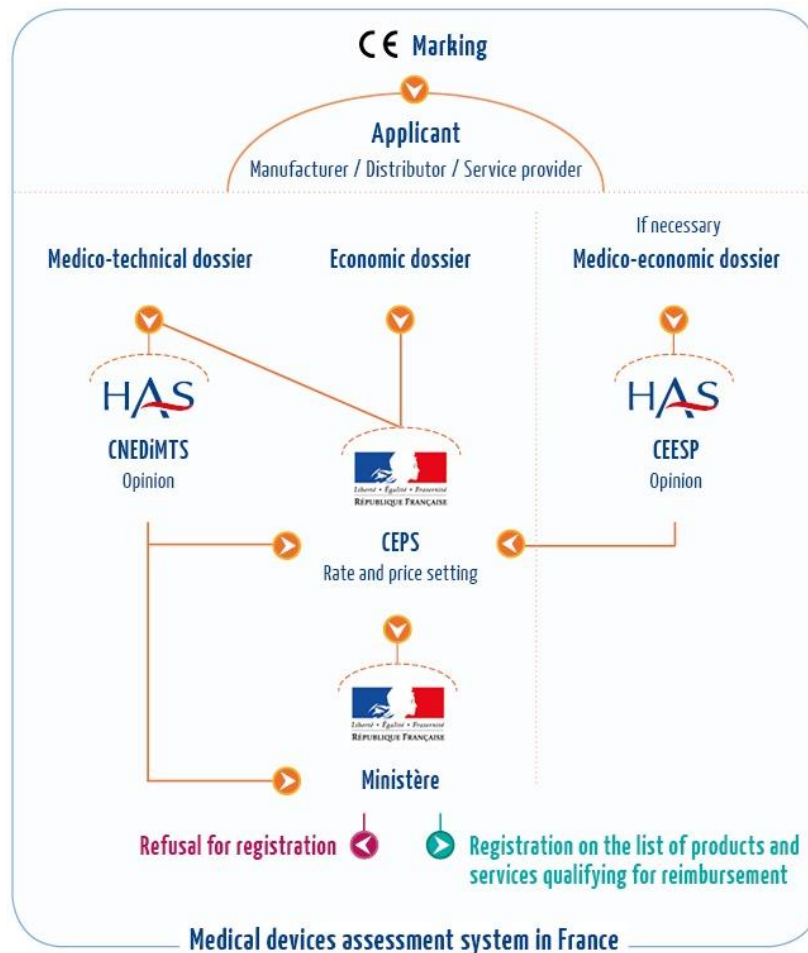 CE Marking
Applicant
Manufacturer / Distributor / Service provider
If necessary
Medico-technical dossier
Economic dossier
Medico-economic dossier
HAS
CNEDiMTS
Opinion
HAS
CEESP
Opinion
Liberté • Égalité • Fraternité
RÉPUBLIQUE FRANÇAISE
CEPS
Rate and price setting
Liberté • Égalité • Fraternité
RÉPUBLIQUE FRANÇAISE
Ministère
Refusal for registration
Registration on the list of products and
services qualifying for reimbursement
Medical devices assessment system in France